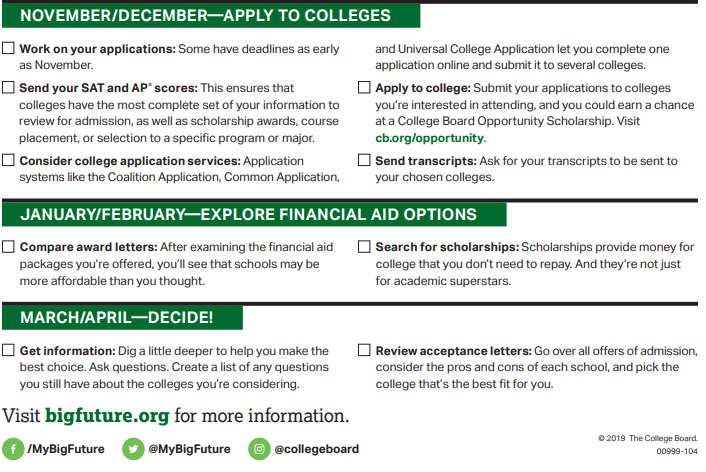 NOVEMBER/DECEMBER—APPLY TO COLLEGES
Work on your applications: Some have deadlines as early
as November.
Send your SAT and AP® scores: This ensures that
colleges have the most complete set of your information to
review for admission, as well as scholarship awards, course
placement, or selection to a specific program or major.
Consider college application services: Application
systems like the Coalition Application, Common Application,
and Universal College Application let you complete one
application online and submit it to several colleges.
Apply to college: Submit your applications to colleges
you're interested in attending, and you could earn a chance
at a College Board Opportunity Scholarship. Visit
cb.org/opportunity.
Send transcripts: Ask for your transcripts to be sent to
your chosen colleges.
JANUARY/FEBRUARY—EXPLORE FINANCIAL AID OPTIONS
Compare award letters: After examining the financial aid
packages you're offered, you'll see that schools may be
more affordable than you thought.
Search for scholarships: Scholarships provide money for
college that you don't need to repay. And they're not just
for academic superstars.
MARCH/APRIL—DECIDE!
Get information: Dig a little deeper to help you make the
best choice. Ask questions. Create a list of any questions
you still have about the colleges you're considering.
Review acceptance letters: Go over all offers of admission,
consider the pros and cons of each school, and pick the
college that's the best fit for you.
Visit bigfuture.org for more information.
/MyBigFuture @MyBigFuture @collegeboard
© 2019 The College Board.
00999-104